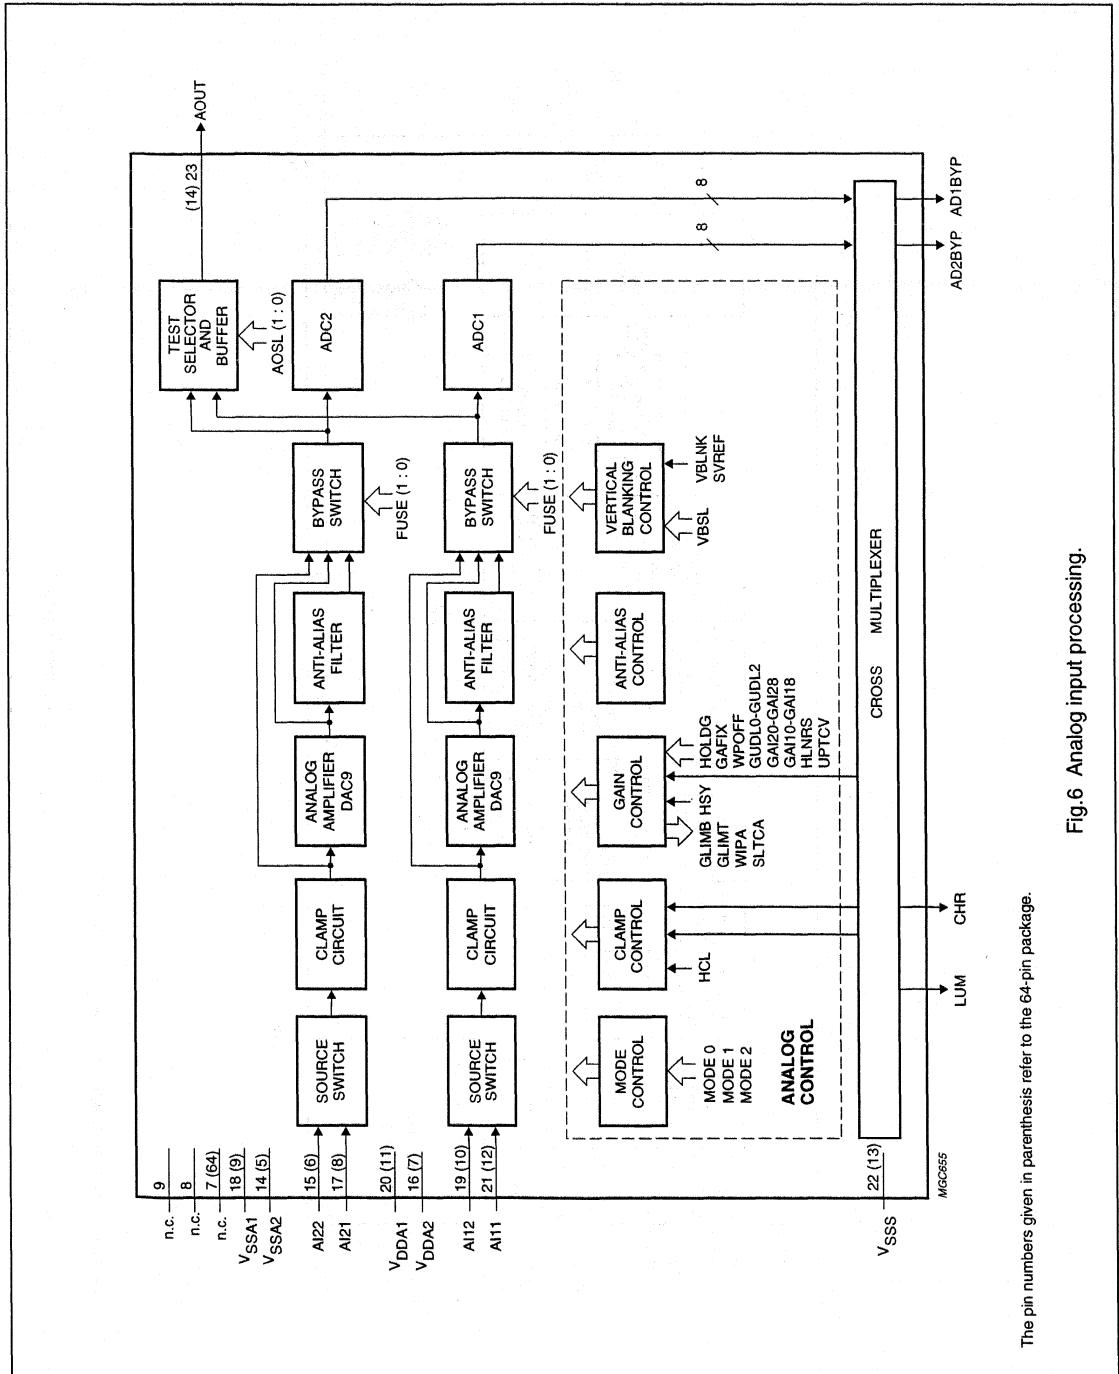 n.c.
9
n.c.
8
n.c.
7 (64)
VSSA1
18 (9)
VSSA2
14 (5)
AI22
15 (6)
AI21
17 (8)
VDDA1
20 (11)
VDDA2
16 (7)
AI12
19 (10)
AI11
21 (12)
VSSS
22 (13)
SOURCE
SWITCH
CLAMP
CIRCUIT
ANALOG
AMPLIFIER
DAC9
ANTI-ALIAS
FILTER
BYPASS
SWITCH
FUSE (1 : 0)
TEST
SELECTOR
AND
BUFFER
AOSL (1 : 0)
(14) 23
AOUT
ADC2
8
SOURCE
SWITCH
CLAMP
CIRCUIT
ANALOG
AMPLIFIER
DAC9
ANTI-ALIAS
FILTER
BYPASS
SWITCH
FUSE (1 : 0)
ADC1
8
MODE
CONTROL
MODE 0
MODE 1
MODE 2
ANALOG
CONTROL
CLAMP
CONTROL
HCL
GAIN
CONTROL
GLIMB
GLIMT
WIPA
SLTCA
HSY
HOLDG
GAFIX
WPOFF
GUDL0-GUDL2
GAI20-GAI28
GAI10-GAI18
HLNRS
UPTCV
ANTI-ALIAS
CONTROL
VERTICAL
BLANKING
CONTROL
VBSL
VBLNK
SVREF
CROSS MULTIPLEXER
LUM
CHR
AD2BYP
AD1BYP
MGC655
The pin numbers given in parenthesis refer to the 64-pin package.
Fig.6 Analog input processing.